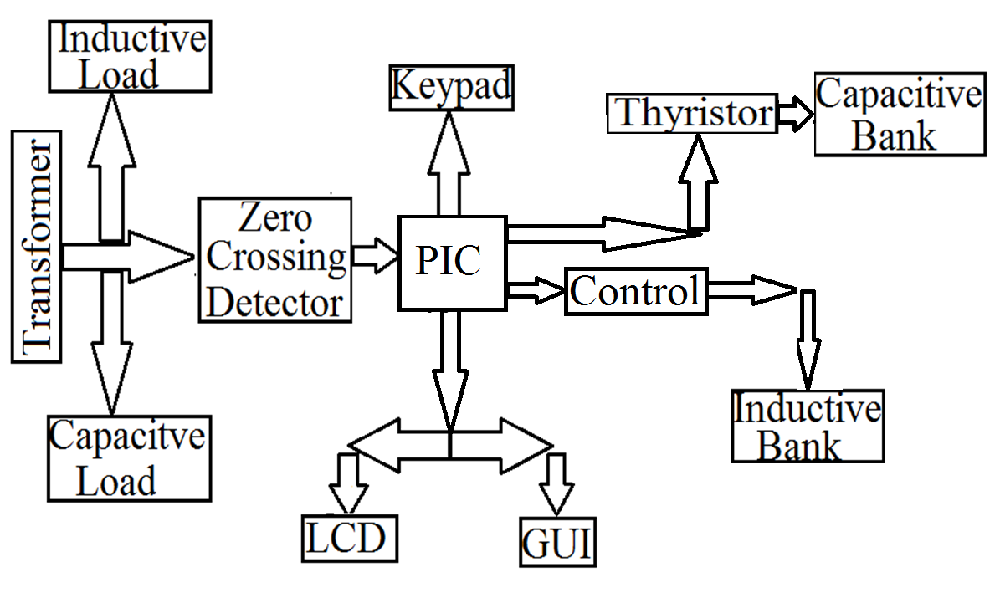 Inductive
Load
Transformer
Capacitve
Load
Zero
Crossing
Detector
Keypad
PIC
Thyristor
Capacitive
Bank
Control
Inductive
Bank
LCD
GUI